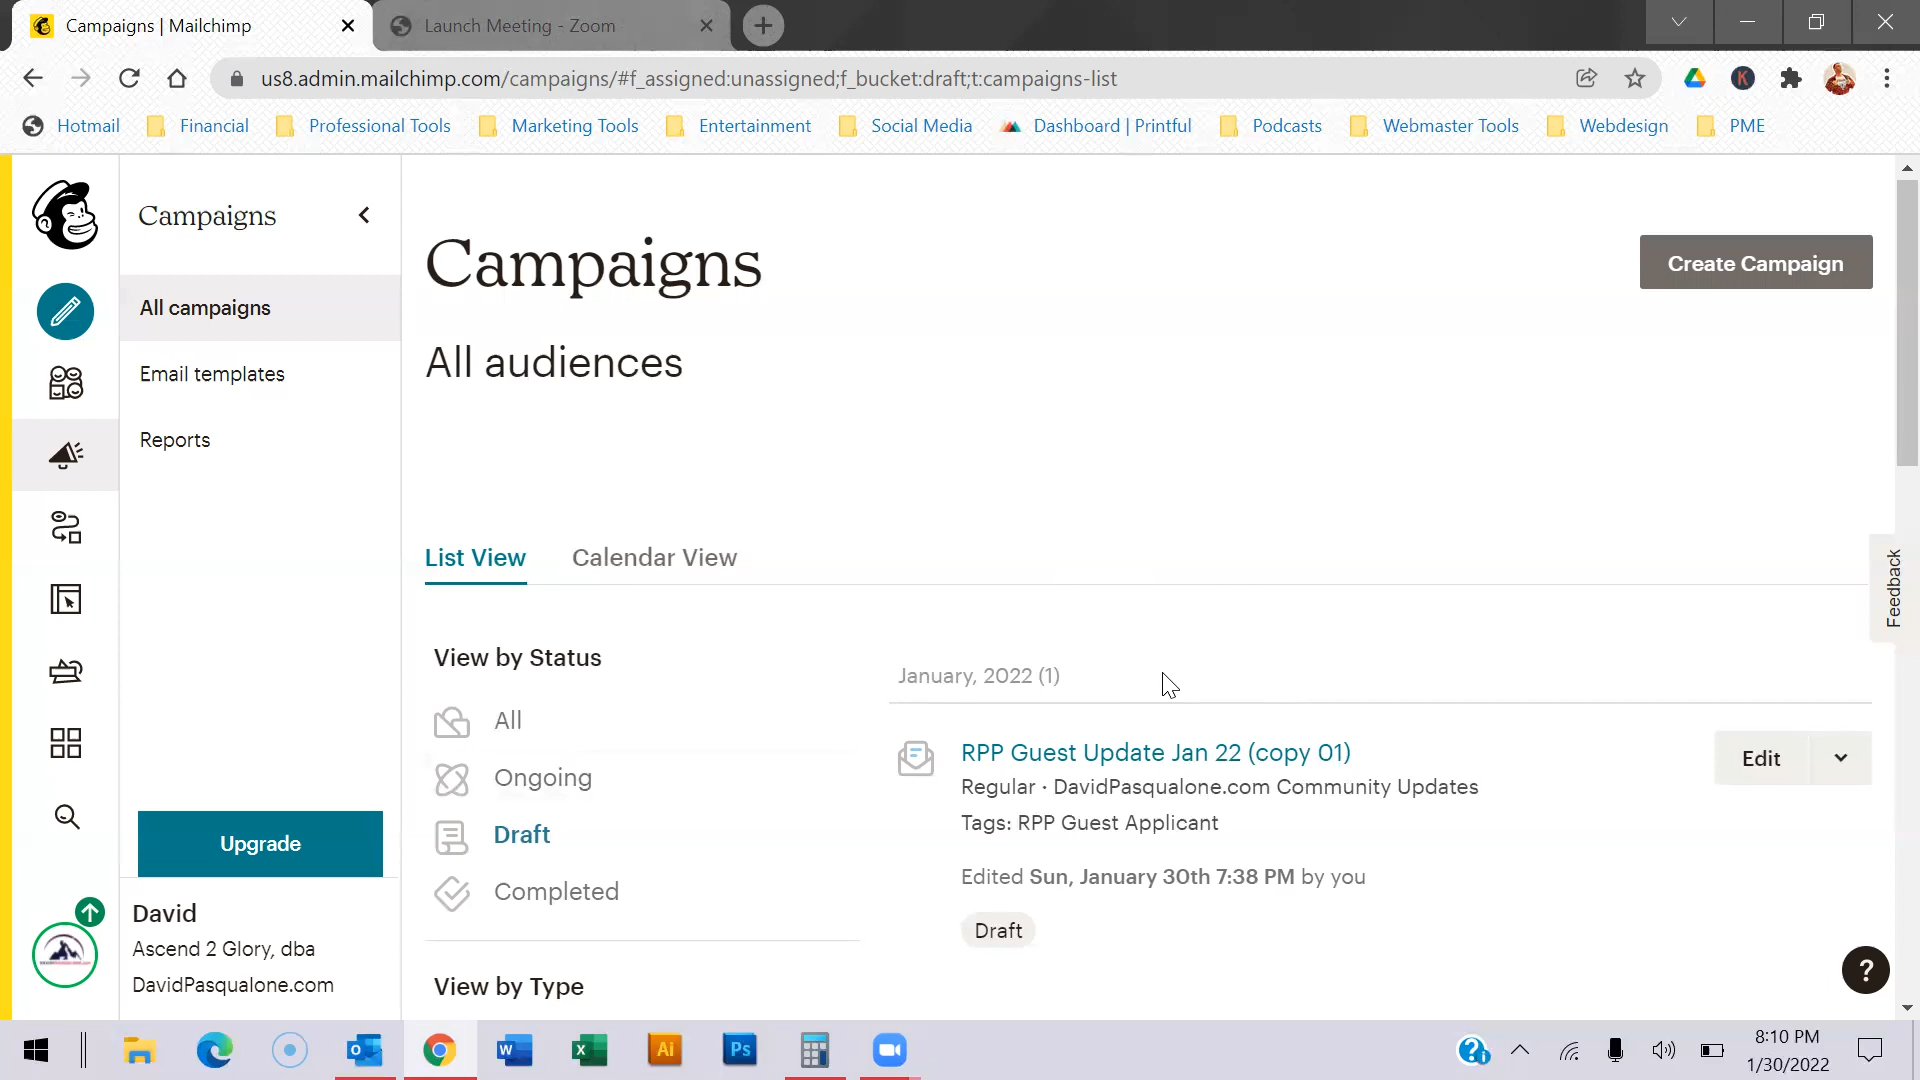 Campaigns | Mailchimp
Launch Meeting - Zoom
us8.admin.mailchimp.com/campaigns/#f_assigned:unassigned;f_bucket:draft;t:campaigns-list
K
Hotmail
Financial
Professional Tools
Marketing Tools
Entertainment
Social Media
Dashboard | Printful
Podcasts
Webmaster Tools
Webdesign
PME
Campaigns
All campaigns
Email templates
Reports
Upgrade
David
Ascend 2 Glory, dba
DavidPasqualone.com
Campaigns
Create Campaign
All audiences
List View
Calendar View
Feedback
View by Status
All
Ongoing
Draft
Completed
View by Type
January, 2022 (1)
RPP Guest Update Jan 22 (copy 01)
Edit
Regular · DavidPasqualone.com Community Updates
Tags: RPP Guest Applicant
Edited Sun, January 30th 7:38 PM by you
Draft
?
8:10 PM
1/30/2022